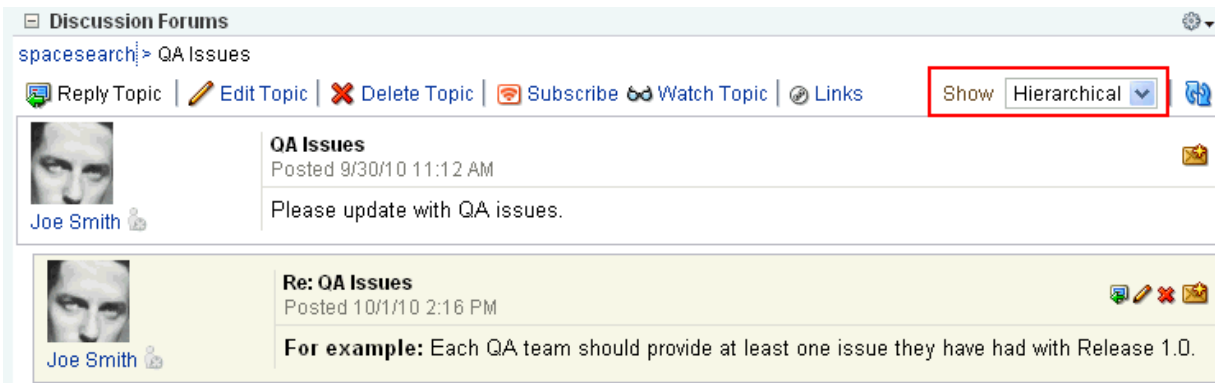 Discussion Forums
spacesearch > QA Issues
Reply Topic | Edit Topic | Delete Topic | Subscribe Watch Topic | Links Show Hierarchical
QA Issues
Posted 9/30/10 11:12 AM
Please update with QA issues.
Joe Smith
Re: QA Issues
Posted 10/1/10 2:16 PM
For example: Each QA team should provide at least one issue they have had with Release 1.0.
Joe Smith